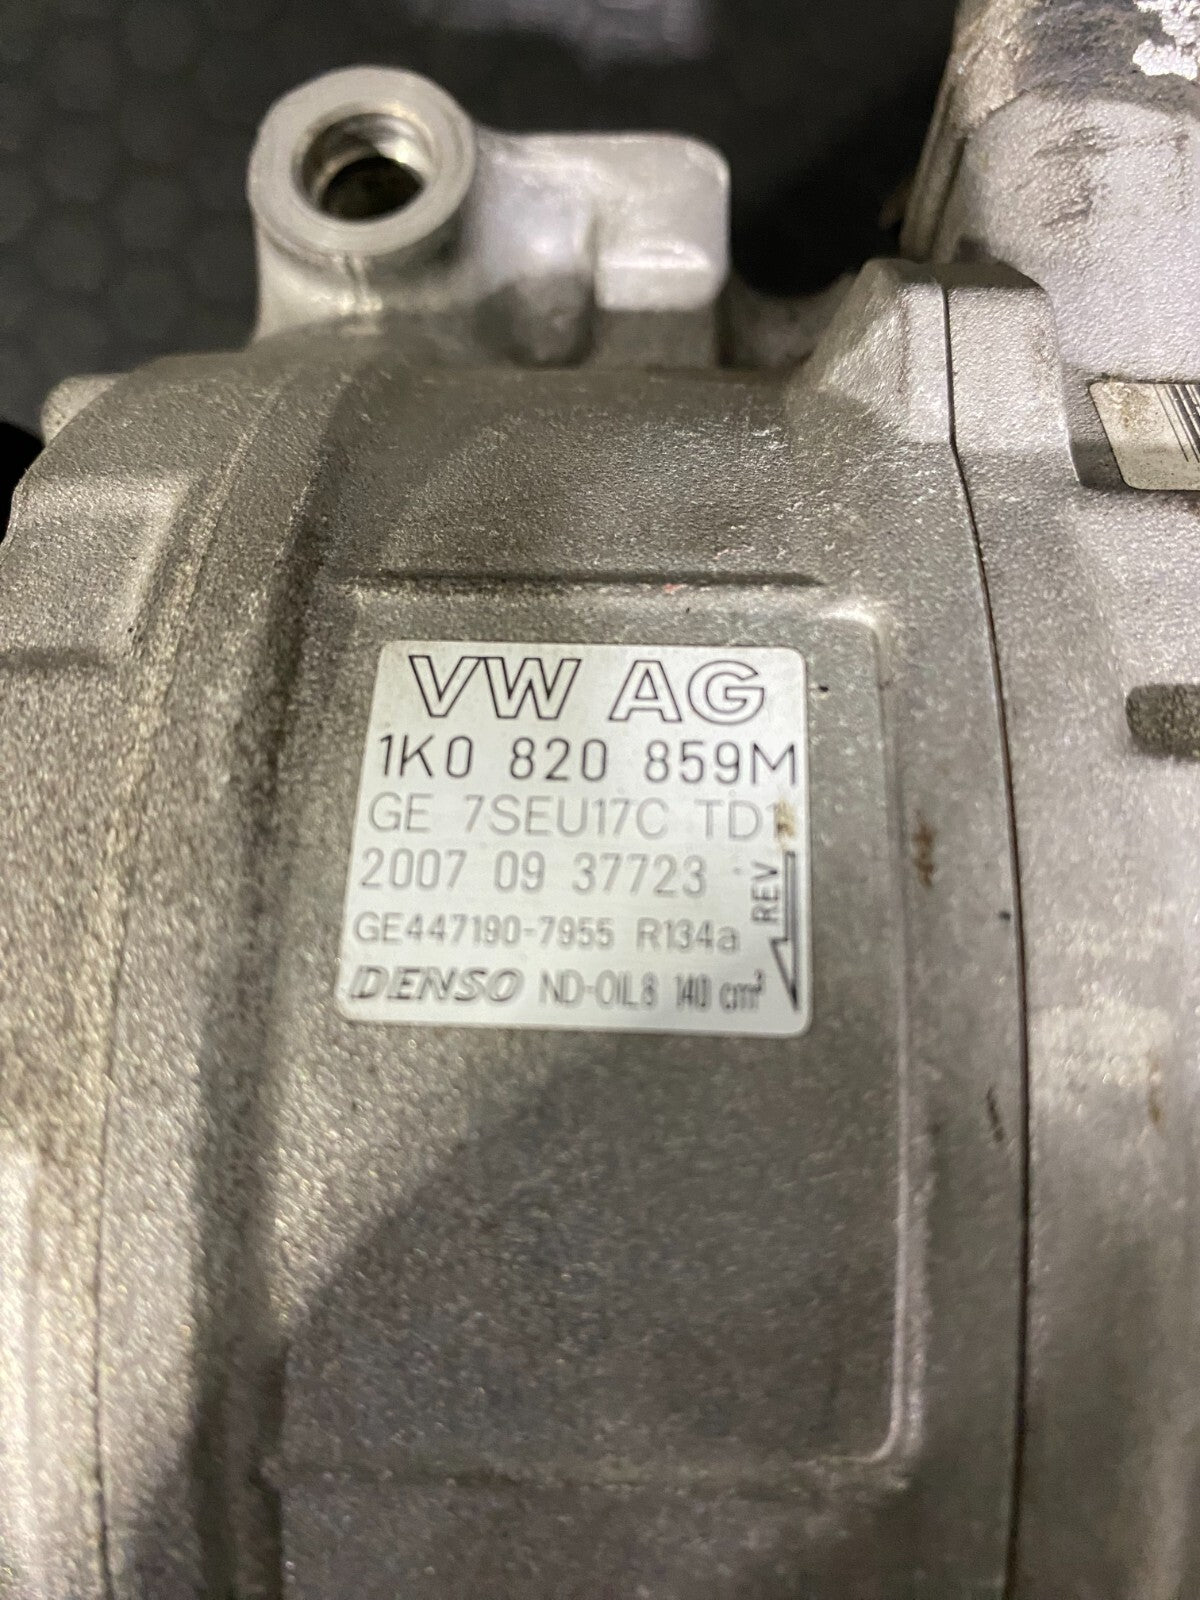 VW AG
1K0 820 859M
GE 7SEU17C TD1
2007 09 37723
REV
GE447190-7955 R134a
DENSO ND-OIL8 140 cm³